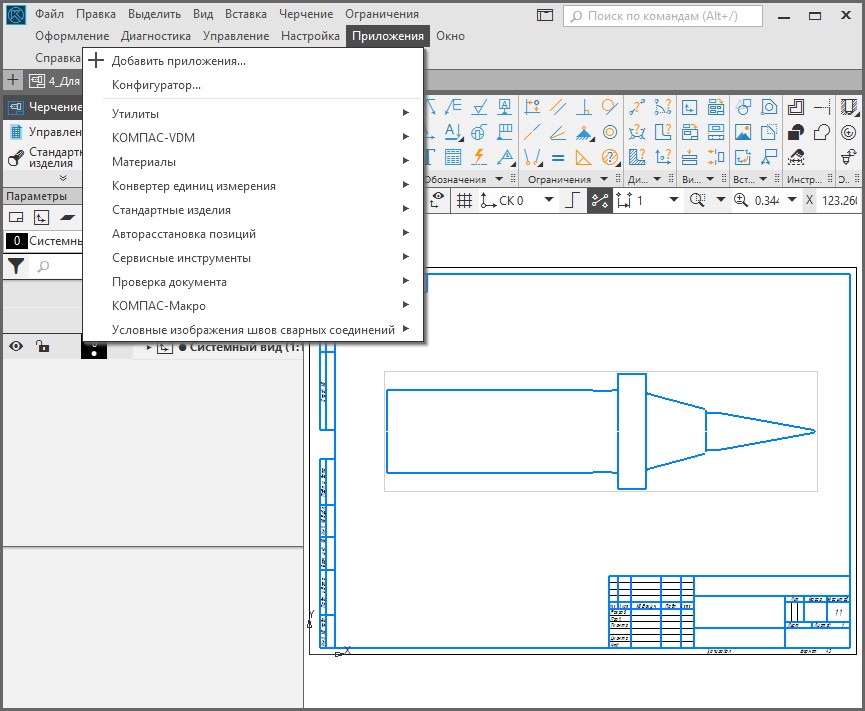 Файл Правка Выделить Вид Вставка Черчение Ограничения
Поиск по командам (Alt+/)
Оформление Диагностика Управление Настройка Приложения Окно
Справка
Добавить приложения...
4_Для
Конфигуратор...
Черчение
Утилиты
Управлен
КОМПАС-VDM
Стандартн
изделия
Материалы
Конвертер единиц измерения
Обозначения Ограничения Ди... Ви... Вст... Инстр...
Параметры
СК 0 1 0.344 X 123.260
Стандартные изделия
Авторасстановка позиций
0 Системны
Сервисные инструменты
Проверка документа
КОМПАС-Макро
Условные изображения швов сварных соединений
Системный вид (1:1
Y
X